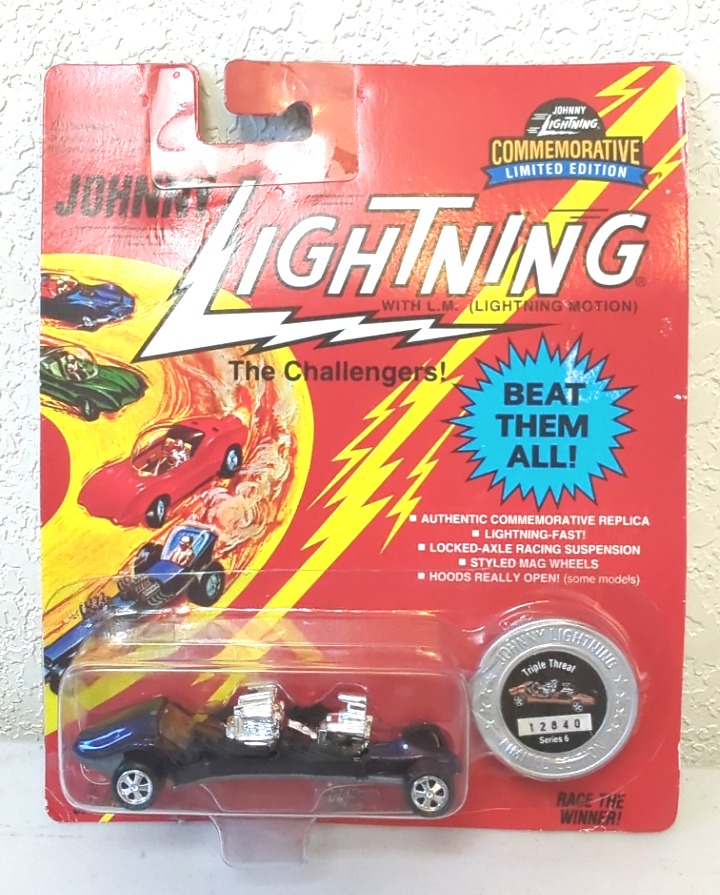 JOHNNY
LIGHTNING
COMMEMORATIVE
LIMITED EDITION
JOHNNY
LIGHTNING®
WITH L.M. (LIGHTNING MOTION)
The Challengers!
BEAT
THEM
ALL!
■ AUTHENTIC COMMEMORATIVE REPLICA
■ LIGHTNING-FAST!
■ LOCKED-AXLE RACING SUSPENSION
■ STYLED MAG WHEELS
■ HOODS REALLY OPEN! (some models)
JOHNNY LIGHTNING
Triple Threat
12840
Series 6
LIMITED EDITION
RACE THE
WINNER!